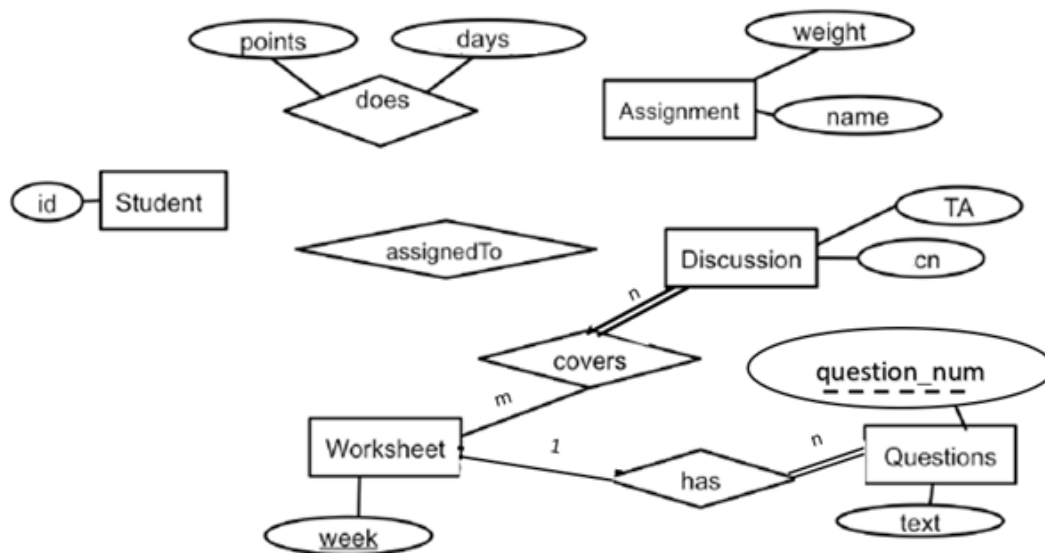 points
days
weight
does
Assignment
name
id
Student
TA
assignedTo
Discussion
cn
n
covers
question_num
m
Worksheet
1
n
has
Questions
week
text